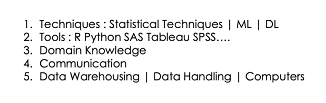 1. Techniques : Statistical Techniques | ML | DL
2. Tools : R Python SAS Tableau SPSS....
3. Domain Knowledge
4. Communication
5. Data Warehousing | Data Handling | Computers